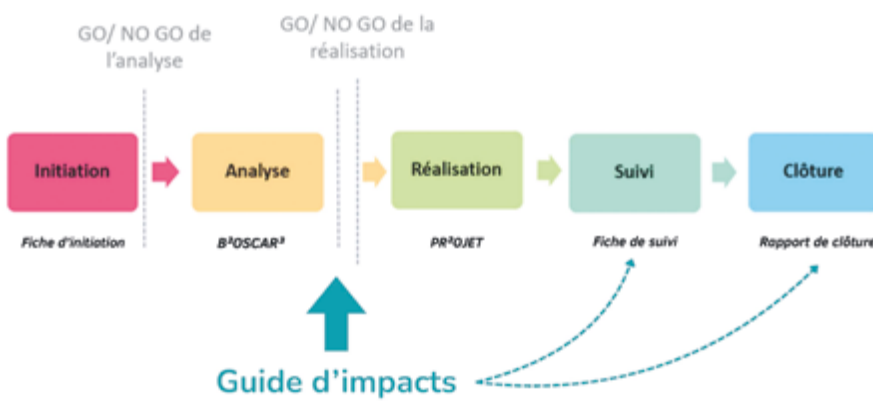 GO/ NO GO de
l'analyse
GO/ NO GO de la
réalisation
Initiation
Analyse
Réalisation
Suivi
Clôture
Fiche d'initiation
B³OSCAR³
PR²OJET
Fiche de suivi
Rapport de clôture
Guide d'impacts